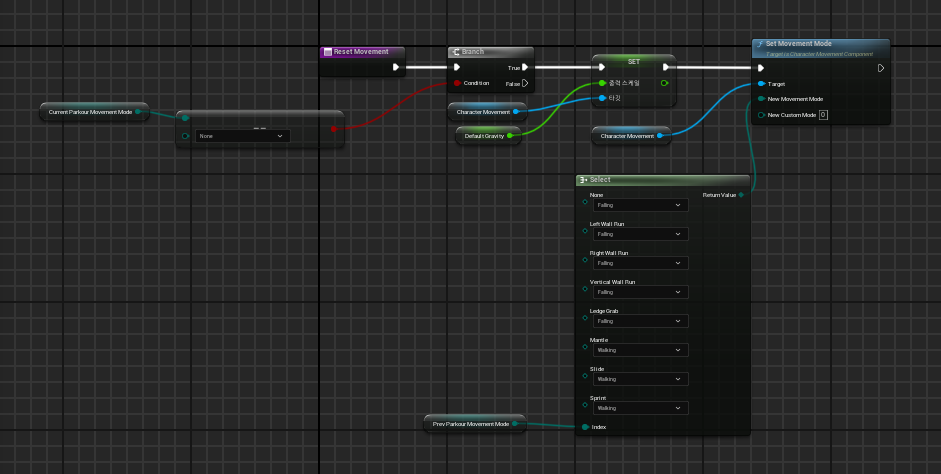 Reset Movement
Branch
True
Condition
False
SET
중력 스케일
타깃
Set Movement Mode
Target is Character Movement Component
Target
New Movement Mode
New Custom Mode 0
Current Parkour Movement Mode
==
None
Character Movement
Default Gravity
Character Movement
Select
None
Return Value
Falling
Left Wall Run
Falling
Right Wall Run
Falling
Vertical Wall Run
Falling
Ledge Grab
Falling
Mantle
Walking
Slide
Walking
Sprint
Walking
Prev Parkour Movement Mode
Index